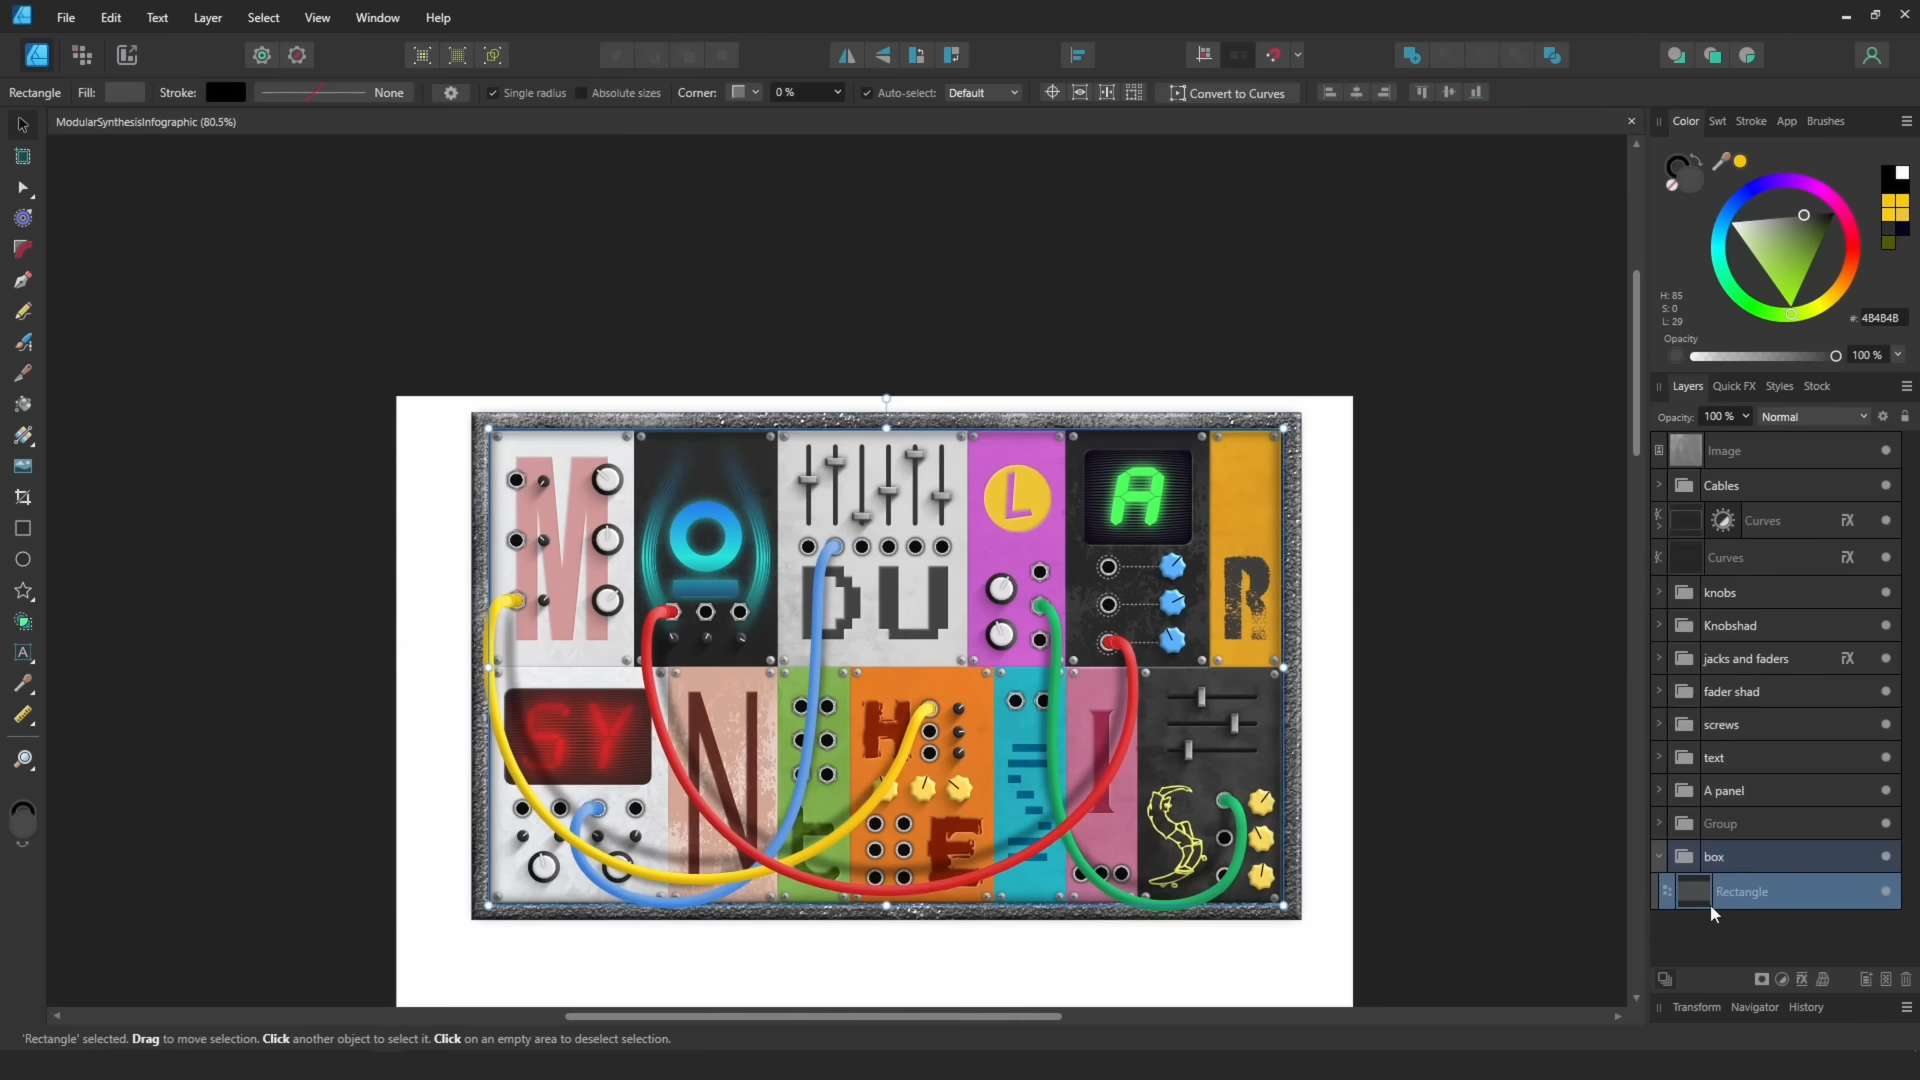 File Edit Text Layer Select View Window Help
Rectangle Fill: Stroke: None Single radius Absolute sizes Corner: 0 % Auto-select: Default Convert to Curves
ModularSynthesisInfographic (80.5%)
Color Swt Stroke App Brushes
H: 85
S: 0
L: 29
#: 4B4B4B
Opacity
100 %
Layers Quick FX Styles Stock
Opacity: 100 % Normal
Image
Cables
Curves FX
Curves FX
knobs
Knobshad
jacks and faders FX
fader shad
screws
text
A panel
Group
box
Rectangle
Transform Navigator History
M O D U L A R
S Y N t H E S I S
'Rectangle' selected. Drag to move selection. Click another object to select it. Click on an empty area to deselect selection.